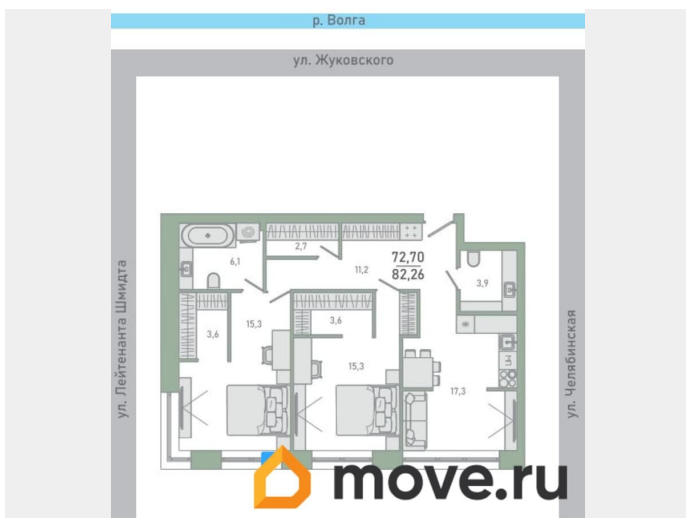 р. Волга
ул. Жуковского
ул. Лейтенанта Шмидта
ул. Челябинская
2,7
72,70
82,26
6,1
11,2
3,9
15,3
3,6
3,6
15,3
17,3
move.ru